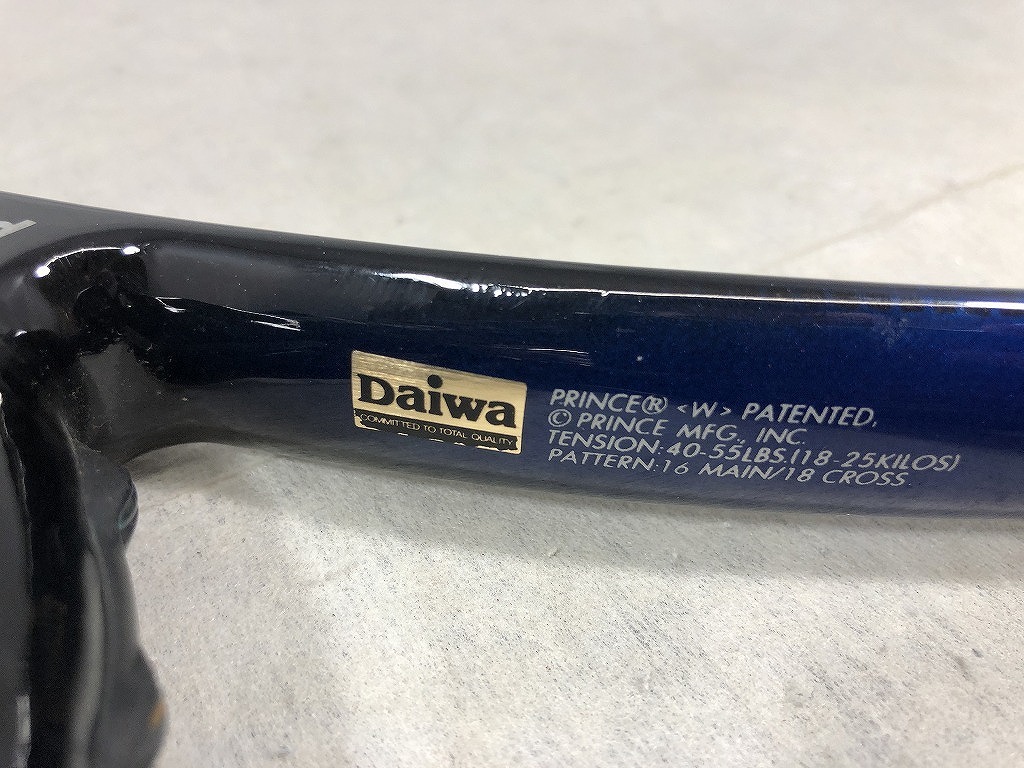 Daiwa
COMMITTED TO TOTAL QUALITY
PRINCE® <W> PATENTED,
© PRINCE MFG., INC.
TENSION:40-55LBS.(18-25KILOS)
PATTERN:16 MAIN/18 CROSS